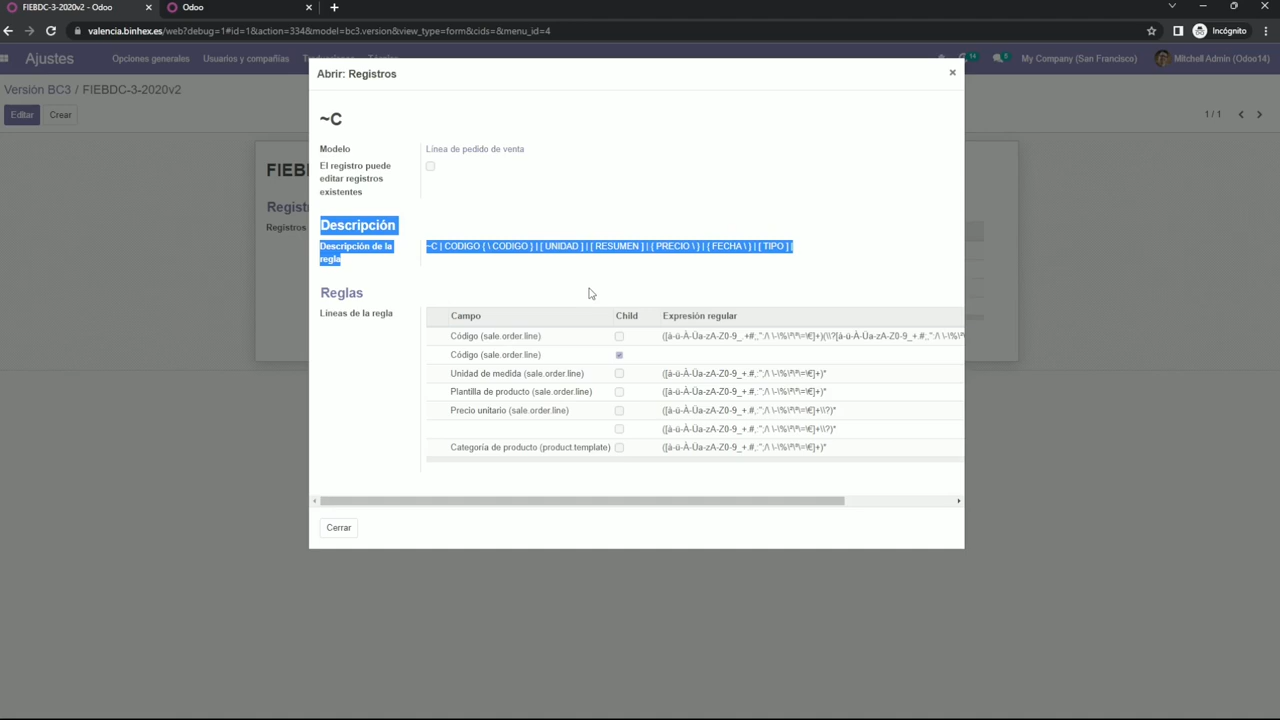 FIEBDC-3-2020v2 - Odoo
Odoo
valencia.binhex.es/web?debug=1#id=1&action=334&model=bc3.version&view_type=form&cids=&menu_id=4
Incógnito
Ajustes
Opciones generales
Usuarios y compañías
14
5
My Company (San Francisco)
Mitchell Admin (Odoo14)
Versión BC3 / FIEBDC-3-2020v2
Editar
Crear
1 / 1
FIEB
Registr
Registros
Abrir: Registros
×
~C
Modelo
Línea de pedido de venta
El registro puede
editar registros
existentes
Descripción
Descripción de la
regla
~C | CODIGO { \ CODIGO } | [ UNIDAD ] | [ RESUMEN ] | { PRECIO \ } | { FECHA \ } | [ TIPO ] |
Reglas
Líneas de la regla
Campo
Child
Expresión regular
Código (sale.order.line)
Código (sale.order.line)
Unidad de medida (sale.order.line)
Plantilla de producto (sale.order.line)
Precio unitario (sale.order.line)
Categoría de producto (product.template)
Cerrar